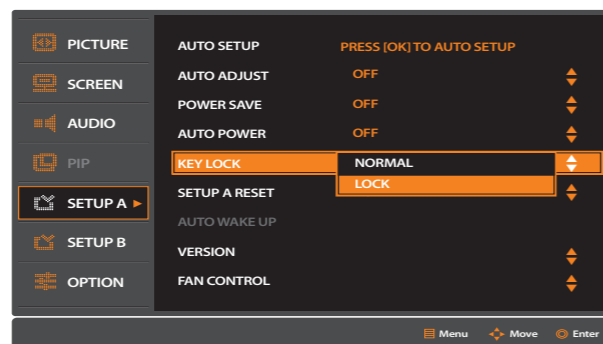 PICTURE
SCREEN
AUDIO
PIP
SETUP A
SETUP B
OPTION
AUTO SETUP PRESS [OK] TO AUTO SETUP
AUTO ADJUST OFF
POWER SAVE OFF
AUTO POWER OFF
KEY LOCK NORMAL
LOCK
SETUP A RESET
AUTO WAKE UP
VERSION
FAN CONTROL
Menu Move Enter